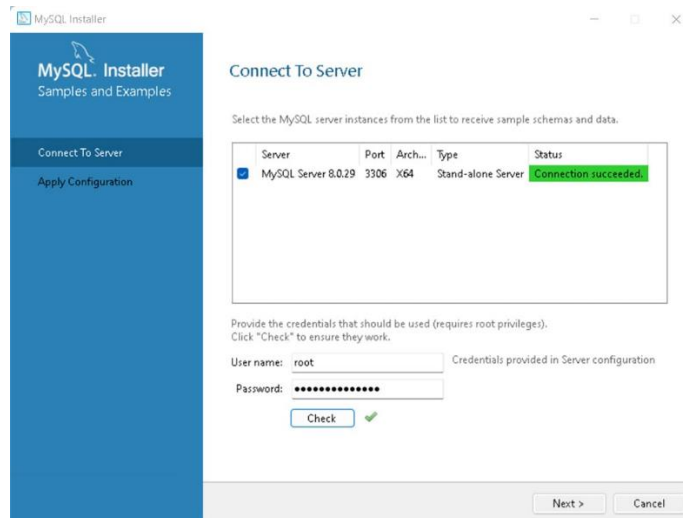 MySQL Installer
MySQL. Installer
Samples and Examples
Connect To Server
Apply Configuration
Connect To Server
Select the MySQL server instances from the list to receive sample schemas and data.
Server Port Arch... Type Status
MySQL Server 8.0.29 3306 X64 Stand-alone Server Connection succeeded.
Provide the credentials that should be used (requires root privileges).
Click "Check" to ensure they work.
User name: root Credentials provided in Server configuration
Password: ●●●●●●●●●●●●●●
Check
Next > Cancel